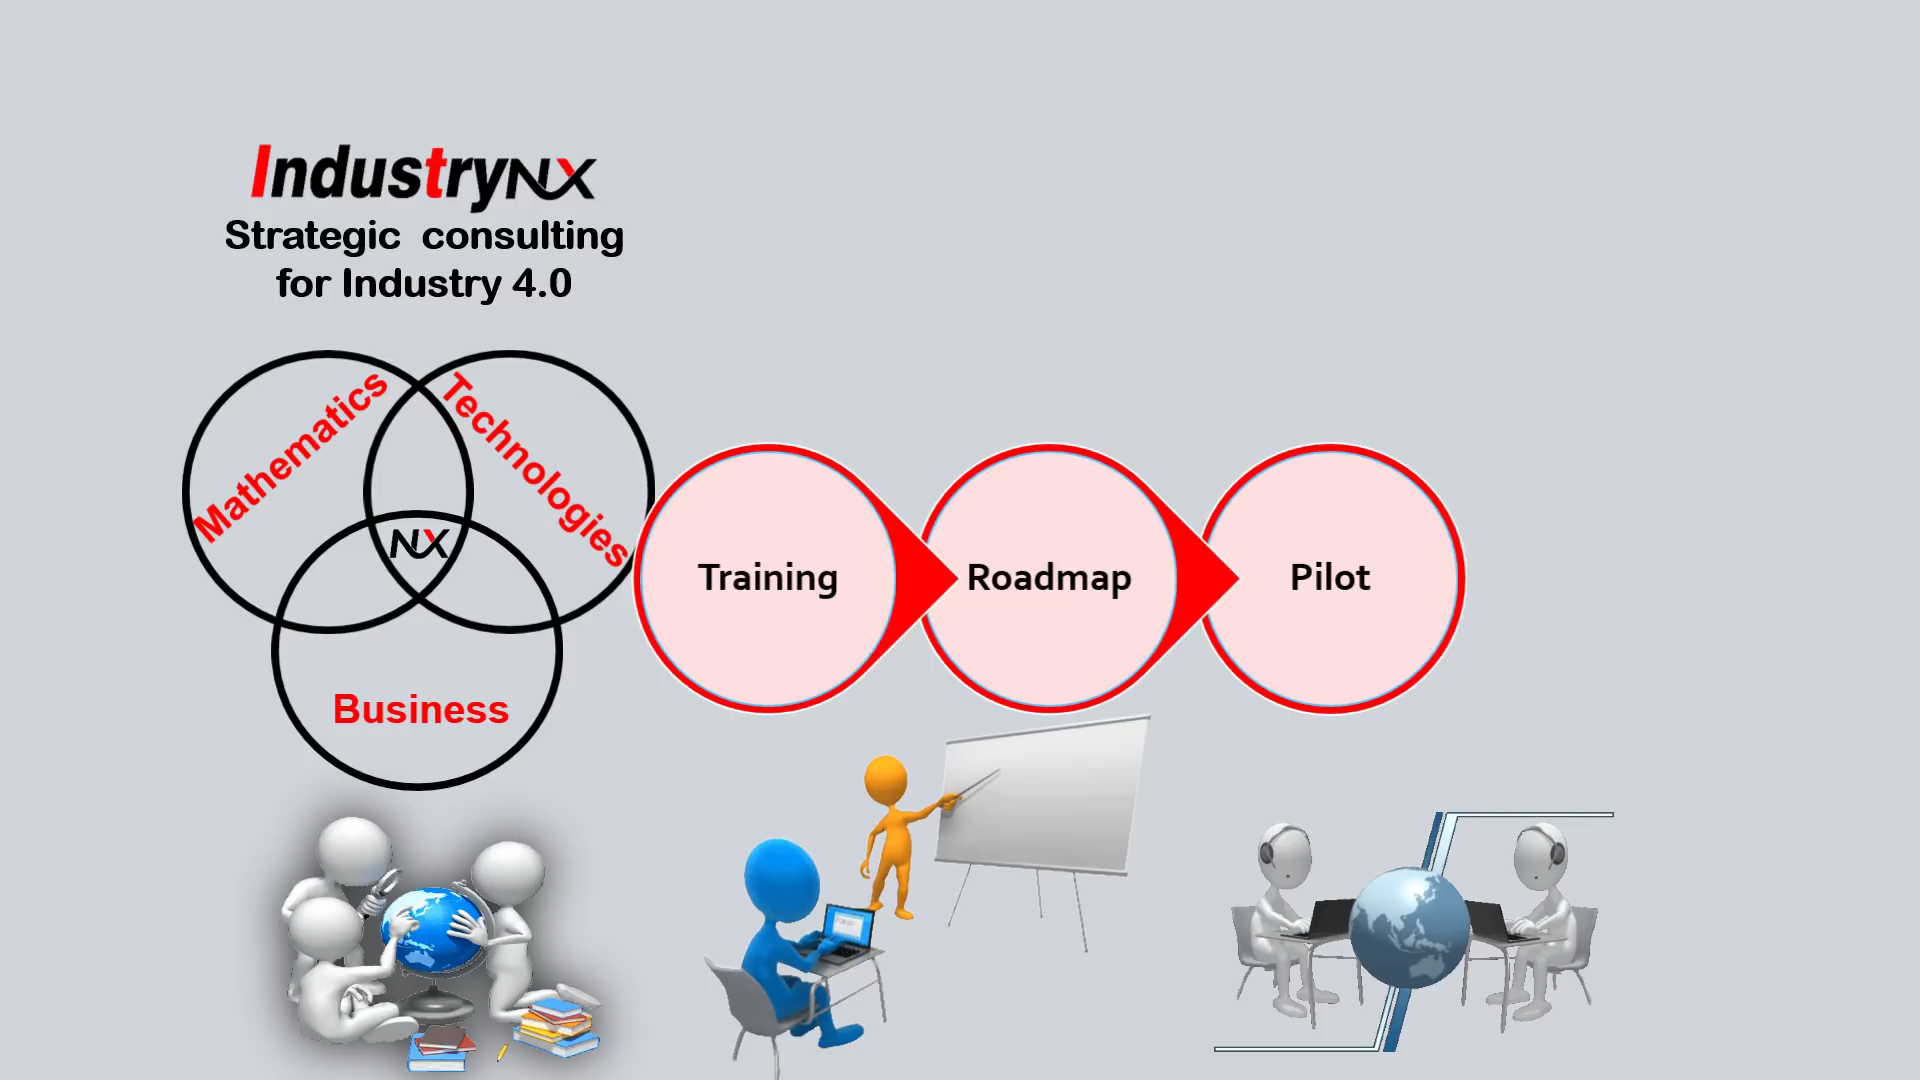 IndustryNX
Strategic consulting
for Industry 4.0
Mathematics
Technologies
NX
Business
Training
Roadmap
Pilot